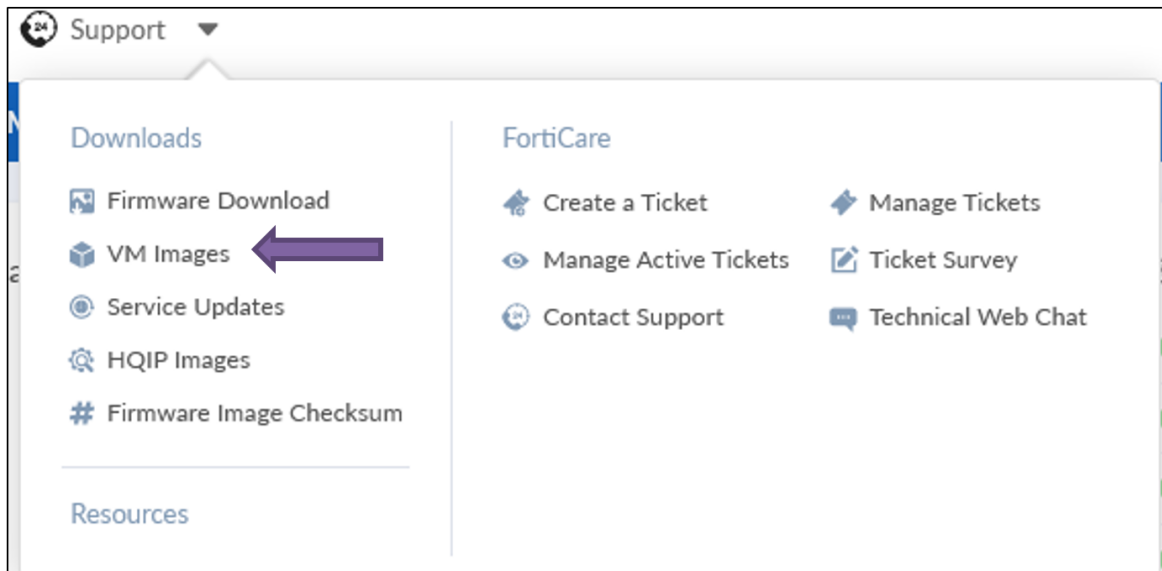 Support
Downloads
Firmware Download
VM Images
Service Updates
HQIP Images
Firmware Image Checksum
Resources
FortiCare
Create a Ticket
Manage Tickets
Manage Active Tickets
Ticket Survey
Contact Support
Technical Web Chat